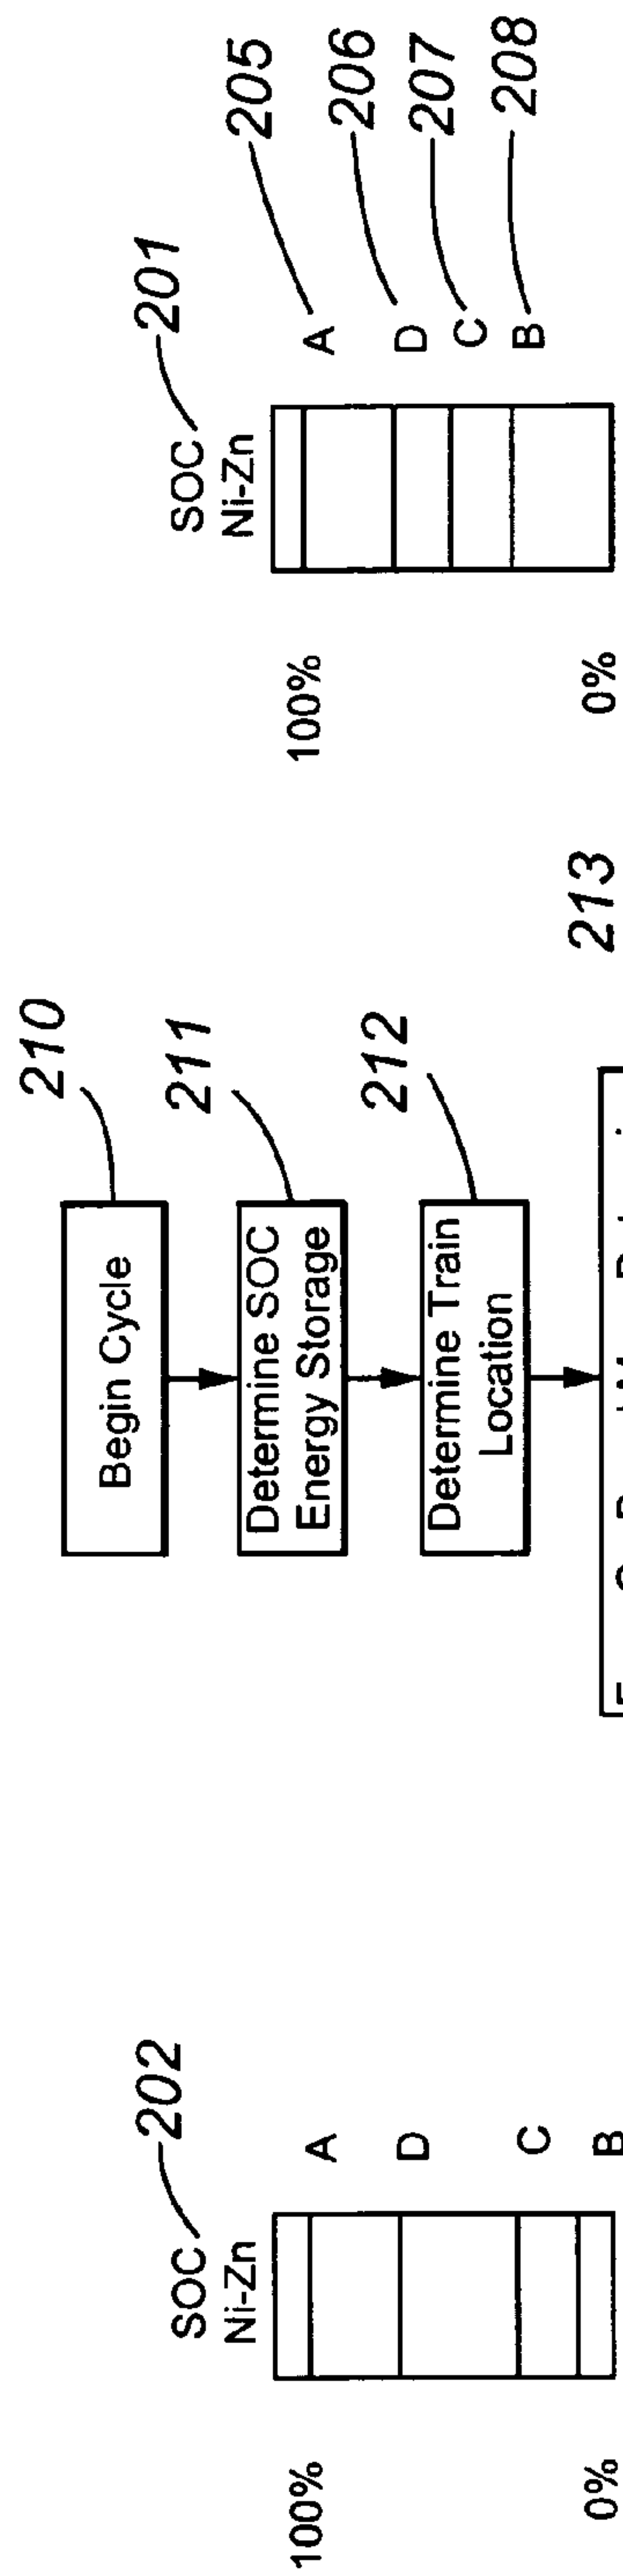 202
SOC
Ni-Zn
100%
A
D
C
B
0%
210
Begin Cycle
211
Determine SOC
Energy Storage
212
Determine Train
Location
213
201
SOC
Ni-Zn
100%
205
A
206
D
207
C
208
B
0%